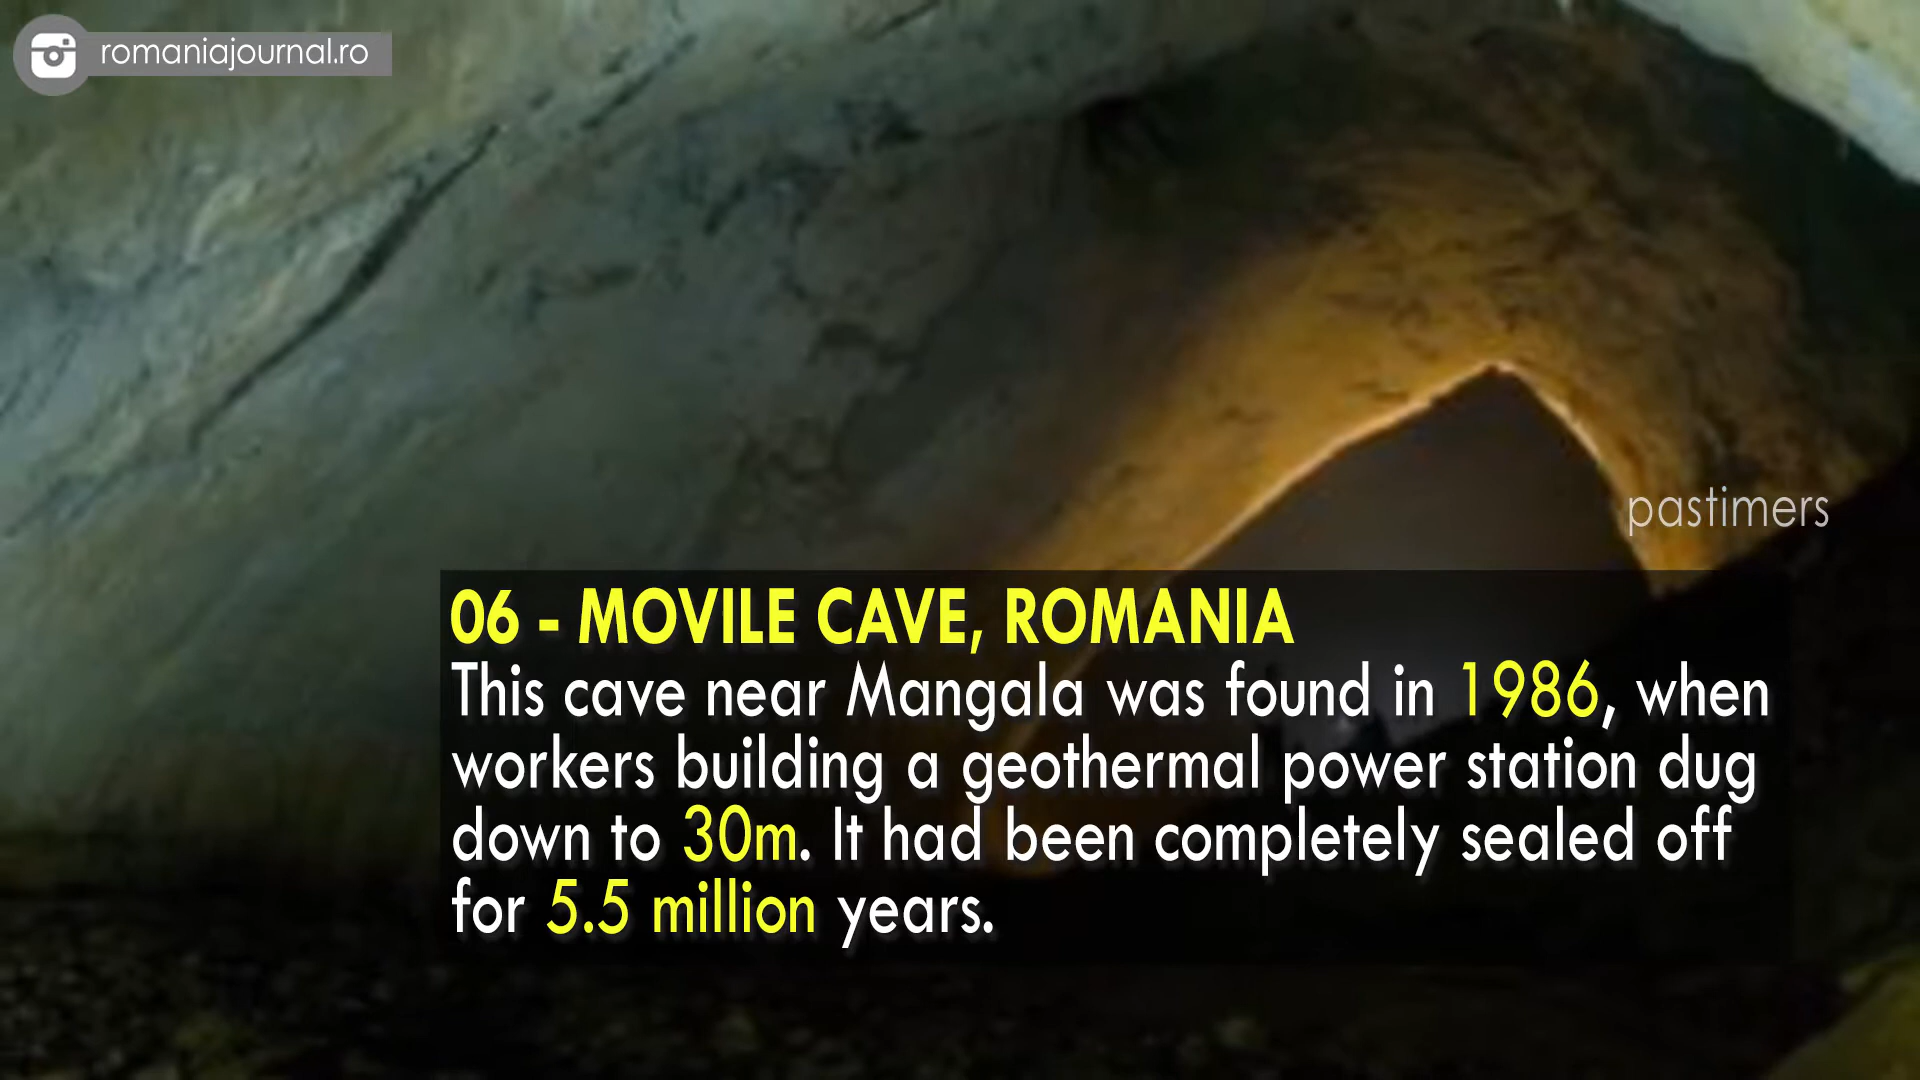 romaniajournal.ro
pastimers
06 - MOVILE CAVE, ROMANIA
This cave near Mangala was found in 1986, when
workers building a geothermal power station dug
down to 30m. It had been completely sealed off
for 5.5 million years.